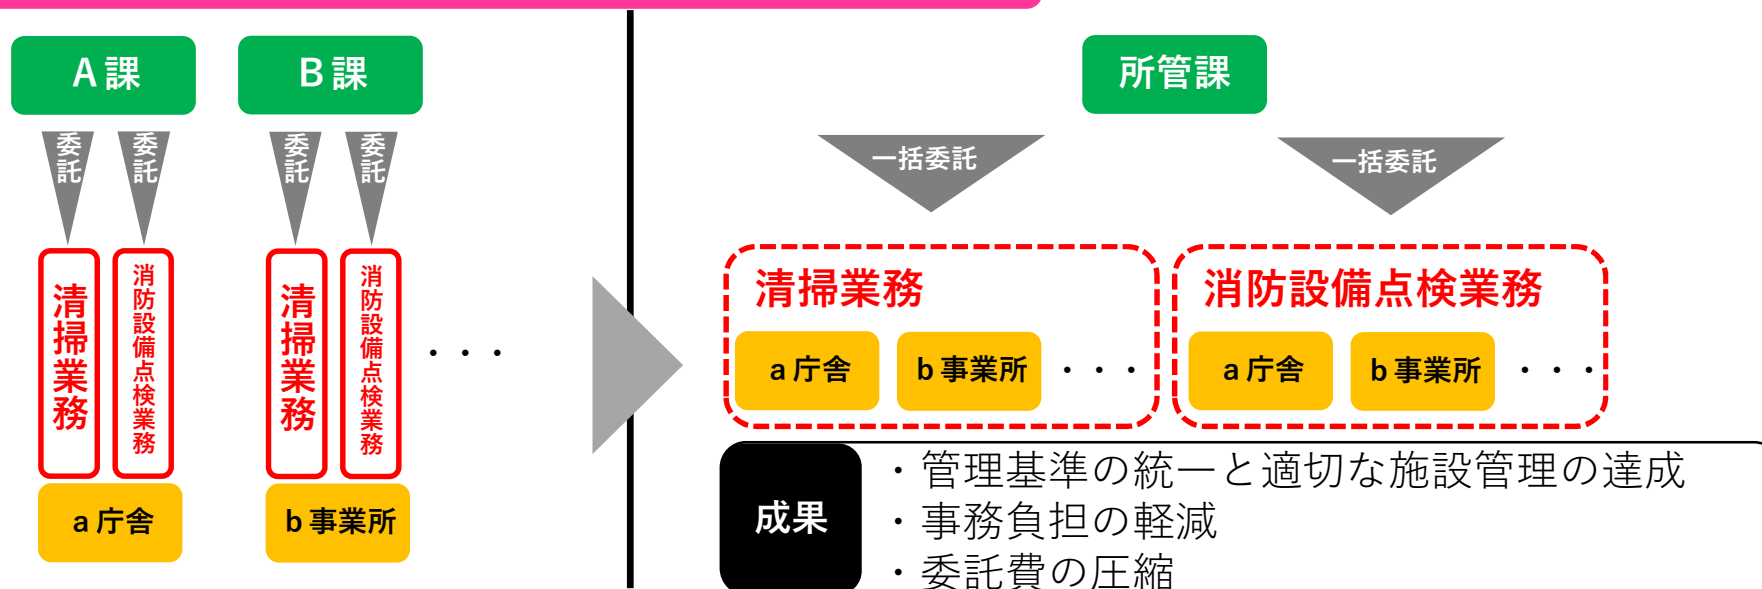 A課
B課
委託
委託
委託
委託
清掃業務
消防設備点検業務
清掃業務
消防設備点検業務
・・・
a庁舎
b事業所
所管課
一括委託
一括委託
清掃業務
a庁舎
b事業所
・・・
消防設備点検業務
a庁舎
b事業所
・・・
成果
・管理基準の統一と適切な施設管理の達成
・事務負担の軽減
・委託費の圧縮